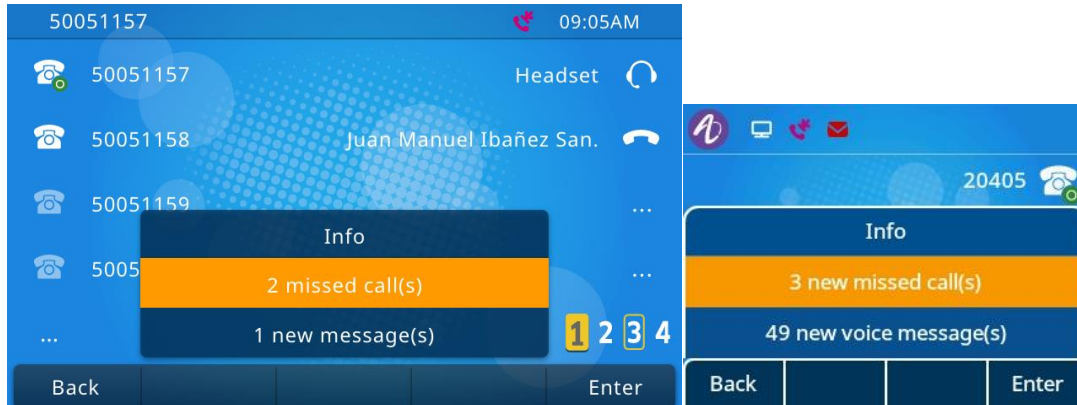 50051157 09:05AM
50051157 Headset
50051158 Juan Manuel Ibañez San.
50051159 ...
5005 ...
... 1 2 3 4
Info
2 missed call(s)
1 new message(s)
Back Enter
20405
Info
3 new missed call(s)
49 new voice message(s)
Back Enter